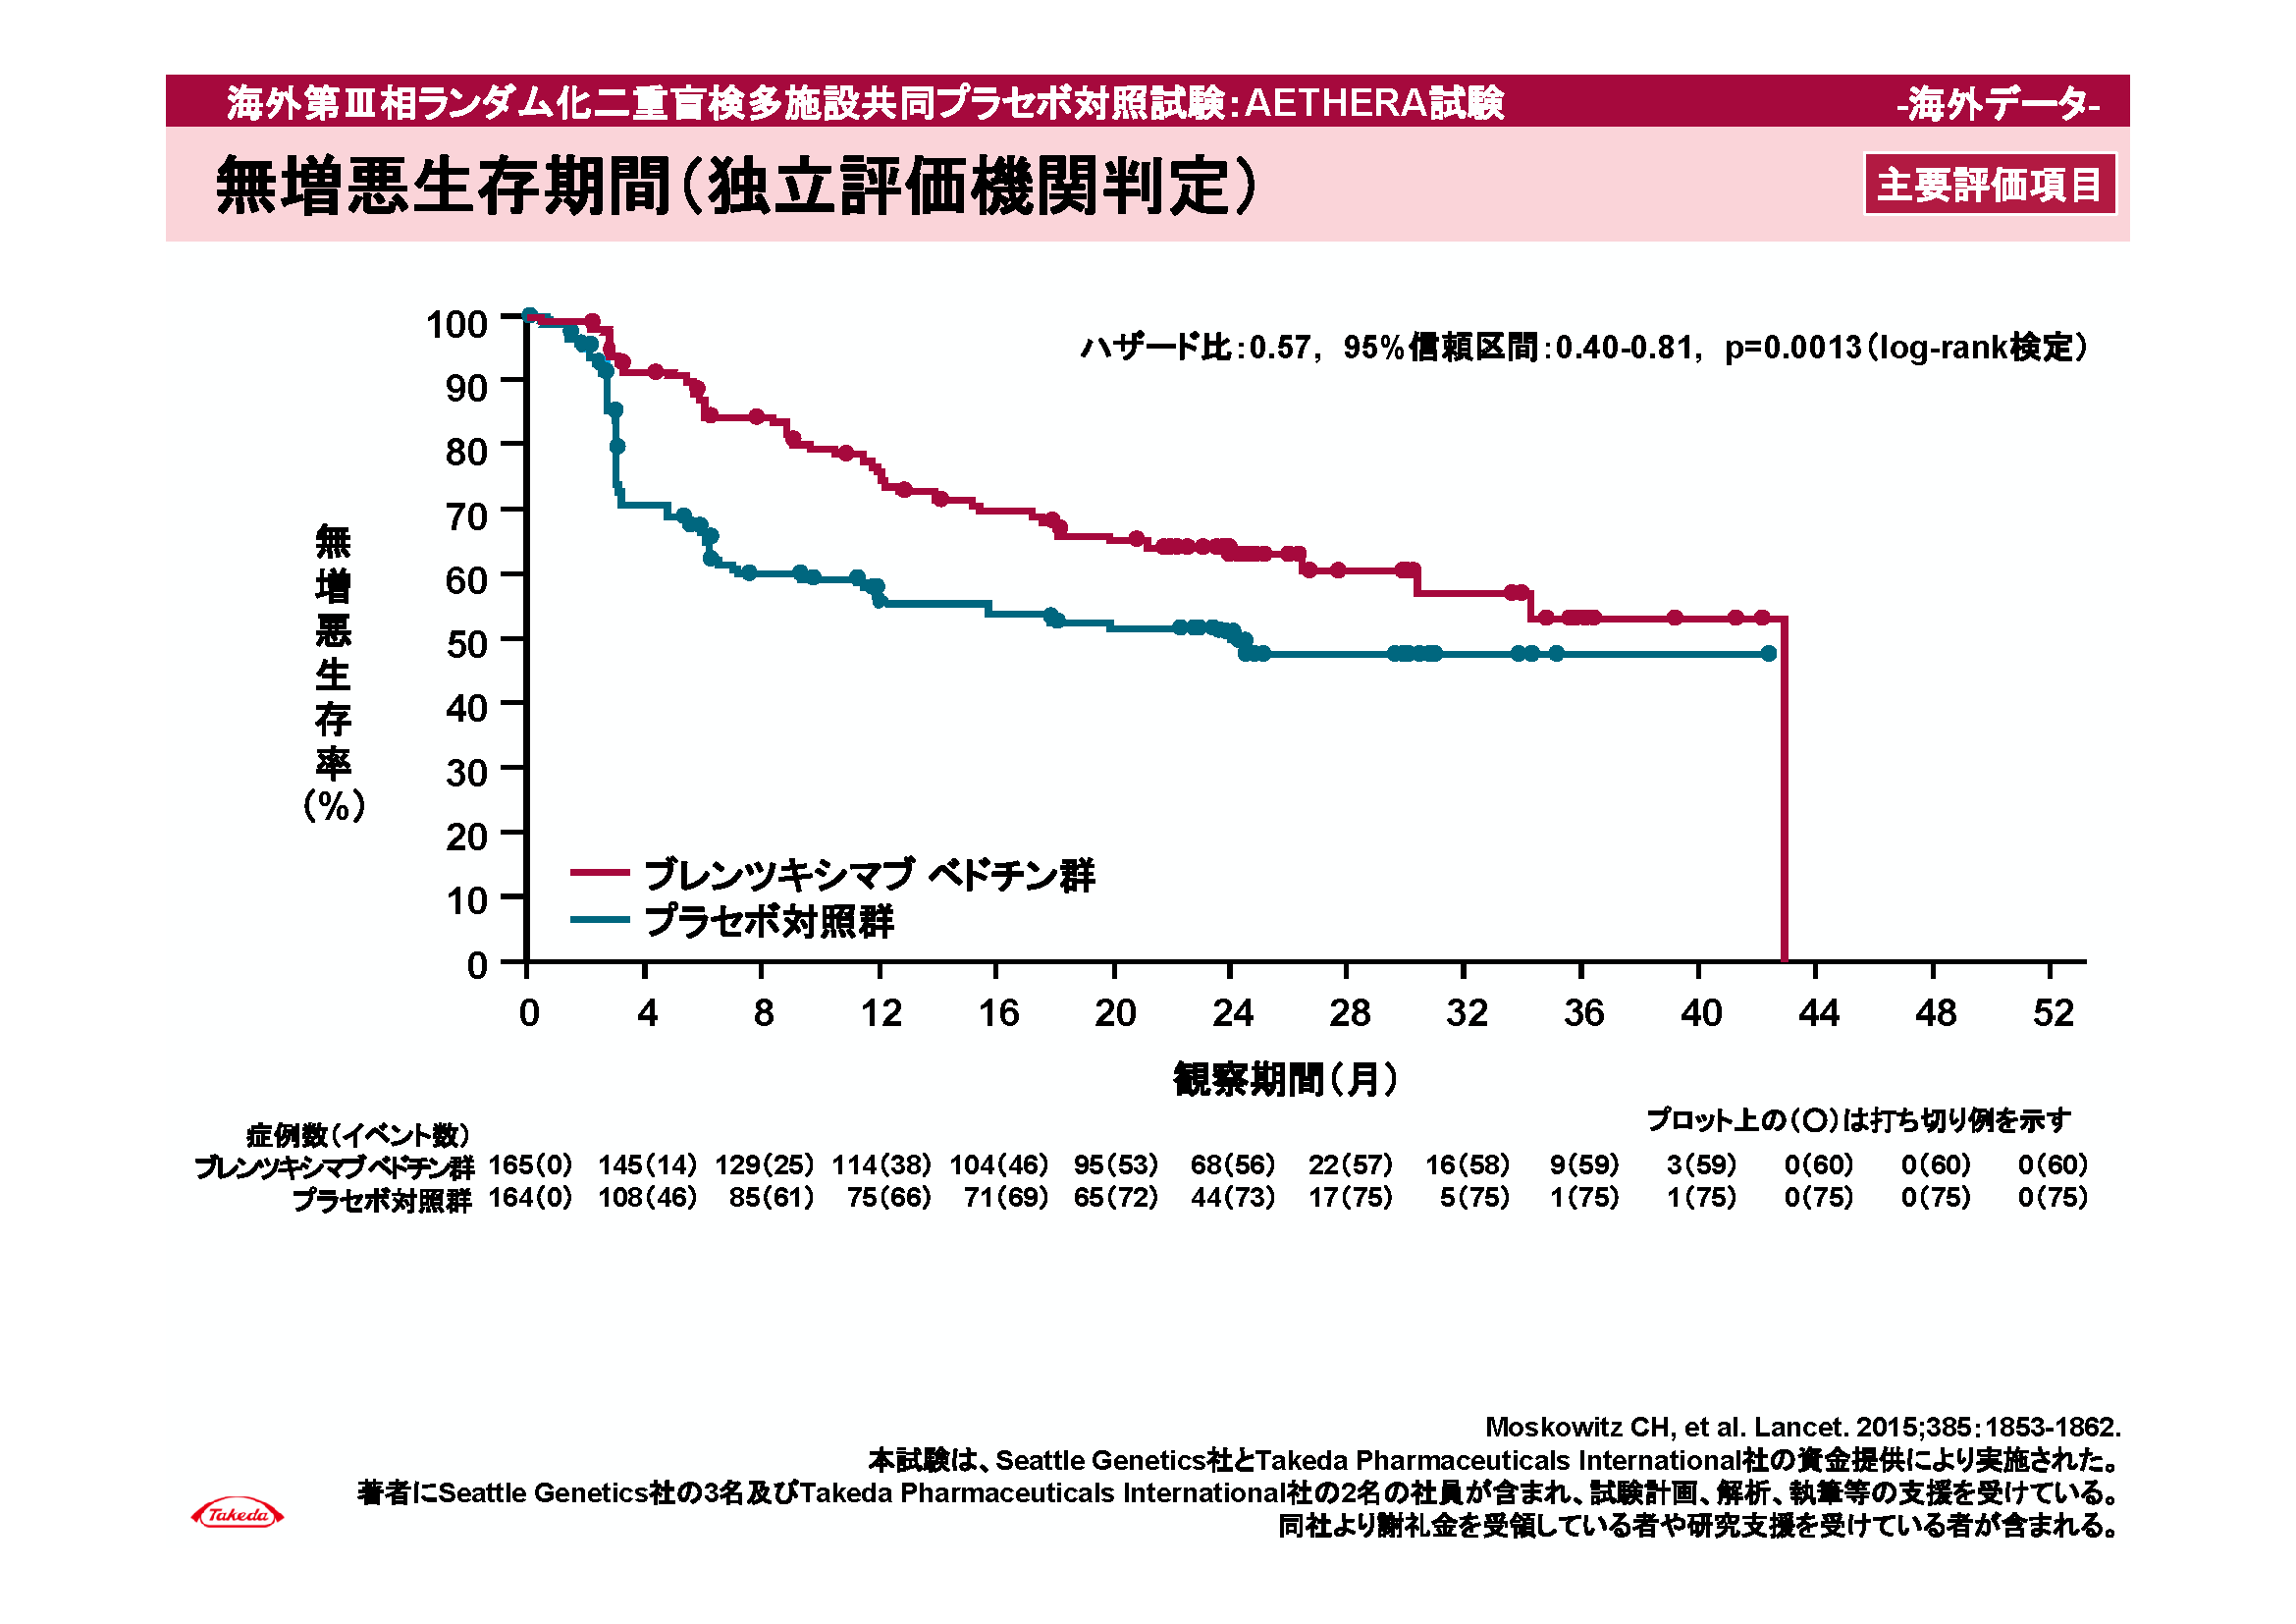 海外第Ⅲ相ランダム化二重盲検多施設共同プラセボ対照試験：AETHERA試験 -海外データ-
無増悪生存期間（独立評価機関判定） 主要評価項目
ハザード比：0.57, 95%信頼区間：0.40-0.81, p=0.0013（log-rank検定）
無増悪生存率（%）
100
90
80
70
60
50
40
30
20
10
0
ブレンツキシマブ ベドチン群
プラセボ対照群
0 4 8 12 16 20 24 28 32 36 40 44 48 52
観察期間（月）
プロット上の（○）は打ち切り例を示す
症例数（イベント数）
ブレンツキシマブ ベドチン群 165（0） 145（14） 129（25） 114（38） 104（46） 95（53） 68（56） 22（57） 16（58） 9（59） 3（59） 0（60） 0（60） 0（60）
プラセボ対照群 164（0） 108（46） 85（61） 75（66） 71（69） 65（72） 44（73） 17（75） 5（75） 1（75） 1（75） 0（75） 0（75） 0（75）
Moskowitz CH, et al. Lancet. 2015;385：1853-1862.
本試験は、Seattle Genetics社とTakeda Pharmaceuticals International社の資金提供により実施された。
著者にSeattle Genetics社の3名及びTakeda Pharmaceuticals International社の2名の社員が含まれ、試験計画、解析、執筆等の支援を受けている。
同社より謝礼金を受領している者や研究支援を受けている者が含まれる。
Takeda